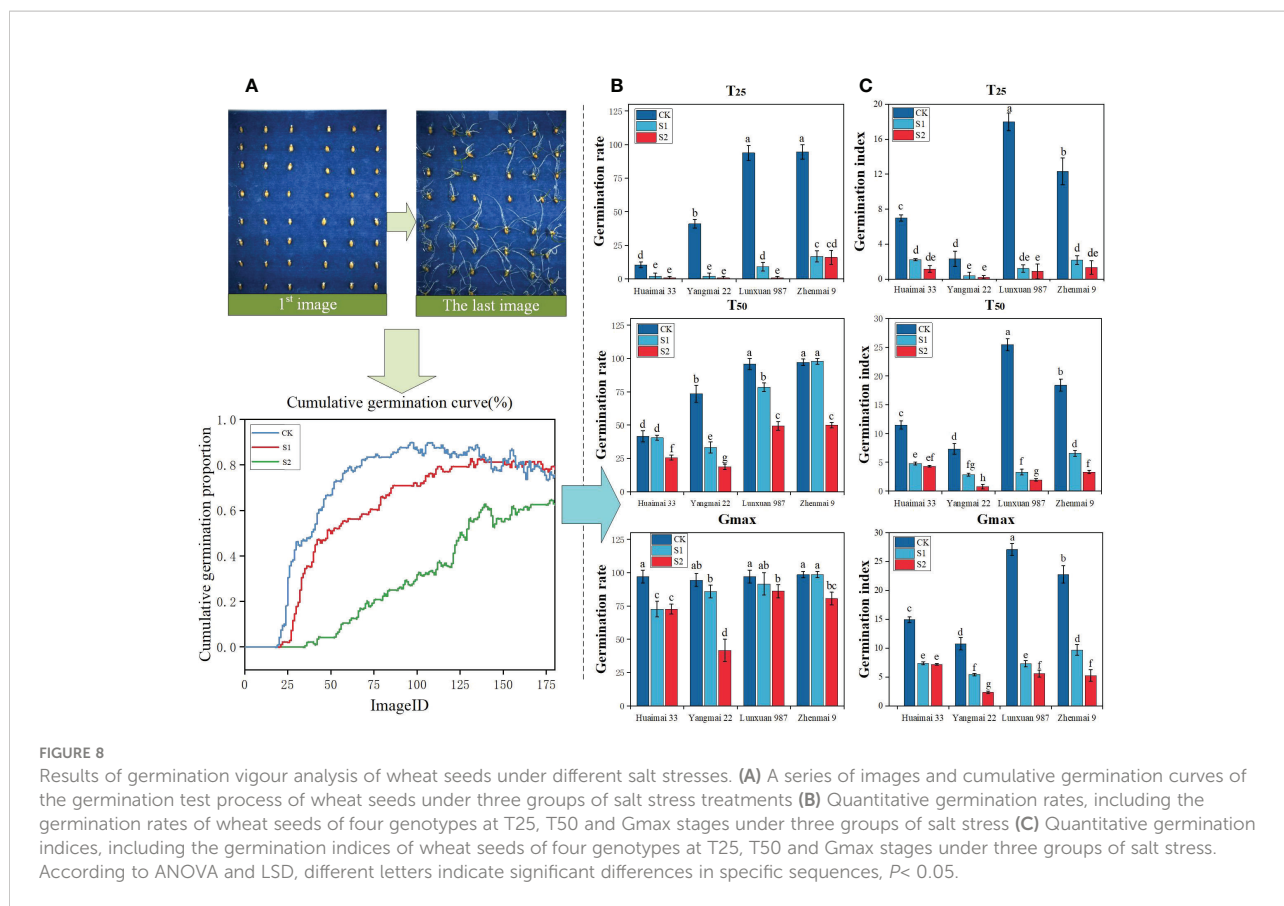 A
1st image
The last image
Cumulative germination curve(%)
Cumulative germination proportion
1. 0
0. 8
0. 6
0. 4
0. 2
0. 0
CK
S1
S2
0 25 50 75 100 125 150 175
ImageID
B
T25
Germination rate
125
100
75
50
25
0
CK
S1
S2
d e e b e e a d e a c cd
Huaimai 33 Yangmai 22 Lunxuan 987 Zhenmai 9
T50
Germination rate
125
100
75
50
25
0
CK
S1
S2
d d f b e g a b c a a c
Huaimai 33 Yangmai 22 Lunxuan 987 Zhenmai 9
Gmax
Germination rate
125
100
75
50
25
0
CK
S1
S2
a c c ab b d a ab b a a bc
Huaimai 33 Yangmai 22 Lunxuan 987 Zhenmai 9
C
T25
Germination index
20
16
12
8
4
0
CK
S1
S2
c d de d e e a de de b d de
Huaimai 33 Yangmai 22 Lunxuan 987 Zhenmai 9
T50
Germination index
30
25
20
15
10
5
0
CK
S1
S2
c e ef d fg h a f g b d f
Huaimai 33 Yangmai 22 Lunxuan 987 Zhenmai 9
Gmax
Germination index
30
25
20
15
10
5
0
CK
S1
S2
c e e d f g a e f b d f
Huaimai 33 Yangmai 22 Lunxuan 987 Zhenmai 9
FIGURE 8
Results of germination vigour analysis of wheat seeds under different salt stresses. (A) A series of images and cumulative germination curves of
the germination test process of wheat seeds under three groups of salt stress treatments (B) Quantitative germination rates, including the
germination rates of wheat seeds of four genotypes at T25, T50 and Gmax stages under three groups of salt stress (C) Quantitative germination
indices, including the germination indices of wheat seeds of four genotypes at T25, T50 and Gmax stages under three groups of salt stress.
According to ANOVA and LSD, different letters indicate significant differences in specific sequences, P< 0.05.